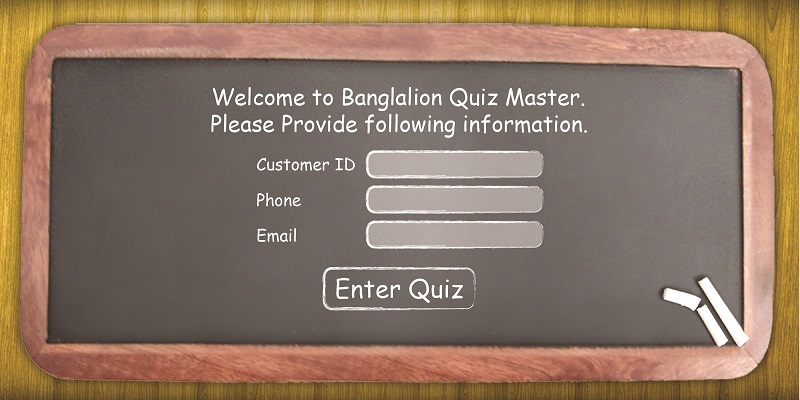 Welcome to Banglalion Quiz Master.
Please Provide following information.
Customer ID
Phone
Email
Enter Quiz